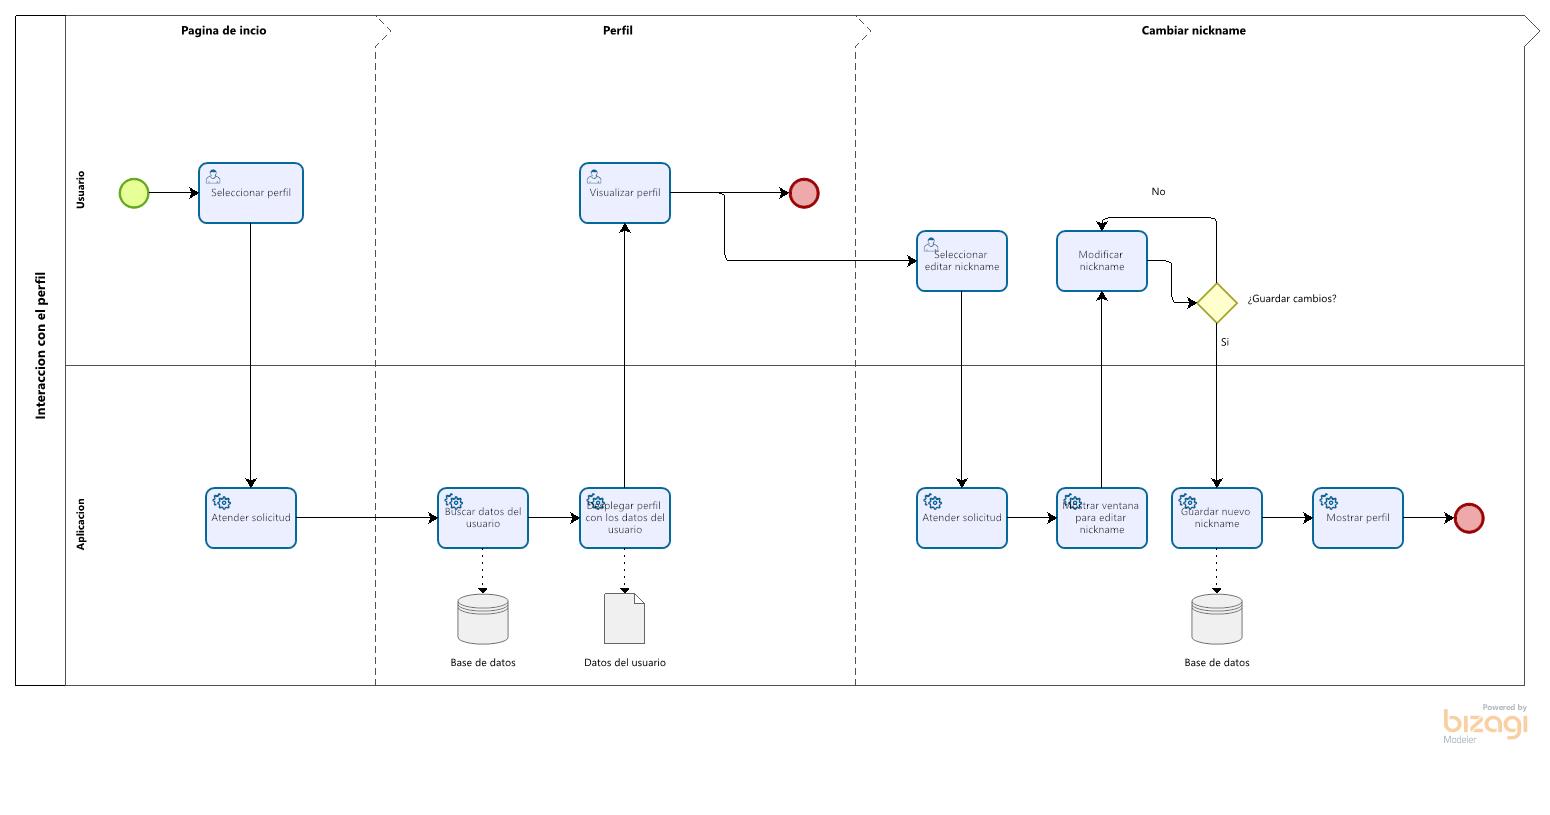 Pagina de incio
Perfil
Cambiar nickname
Interaccion con el perfil
Usuario
Seleccionar perfil
Visualizar perfil
Seleccionar
editar nickname
No
Modificar
nickname
¿Guardar cambios?
Si
Aplicacion
Atender solicitud
Buscar datos del
usuario
Desplegar perfil
con los datos del
usuario
Atender solicitud
Mostrar ventana
para editar
nickname
Guardar nuevo
nickname
Mostrar perfil
Base de datos
Datos del usuario
Base de datos
Powered by
bizagi
Modeler